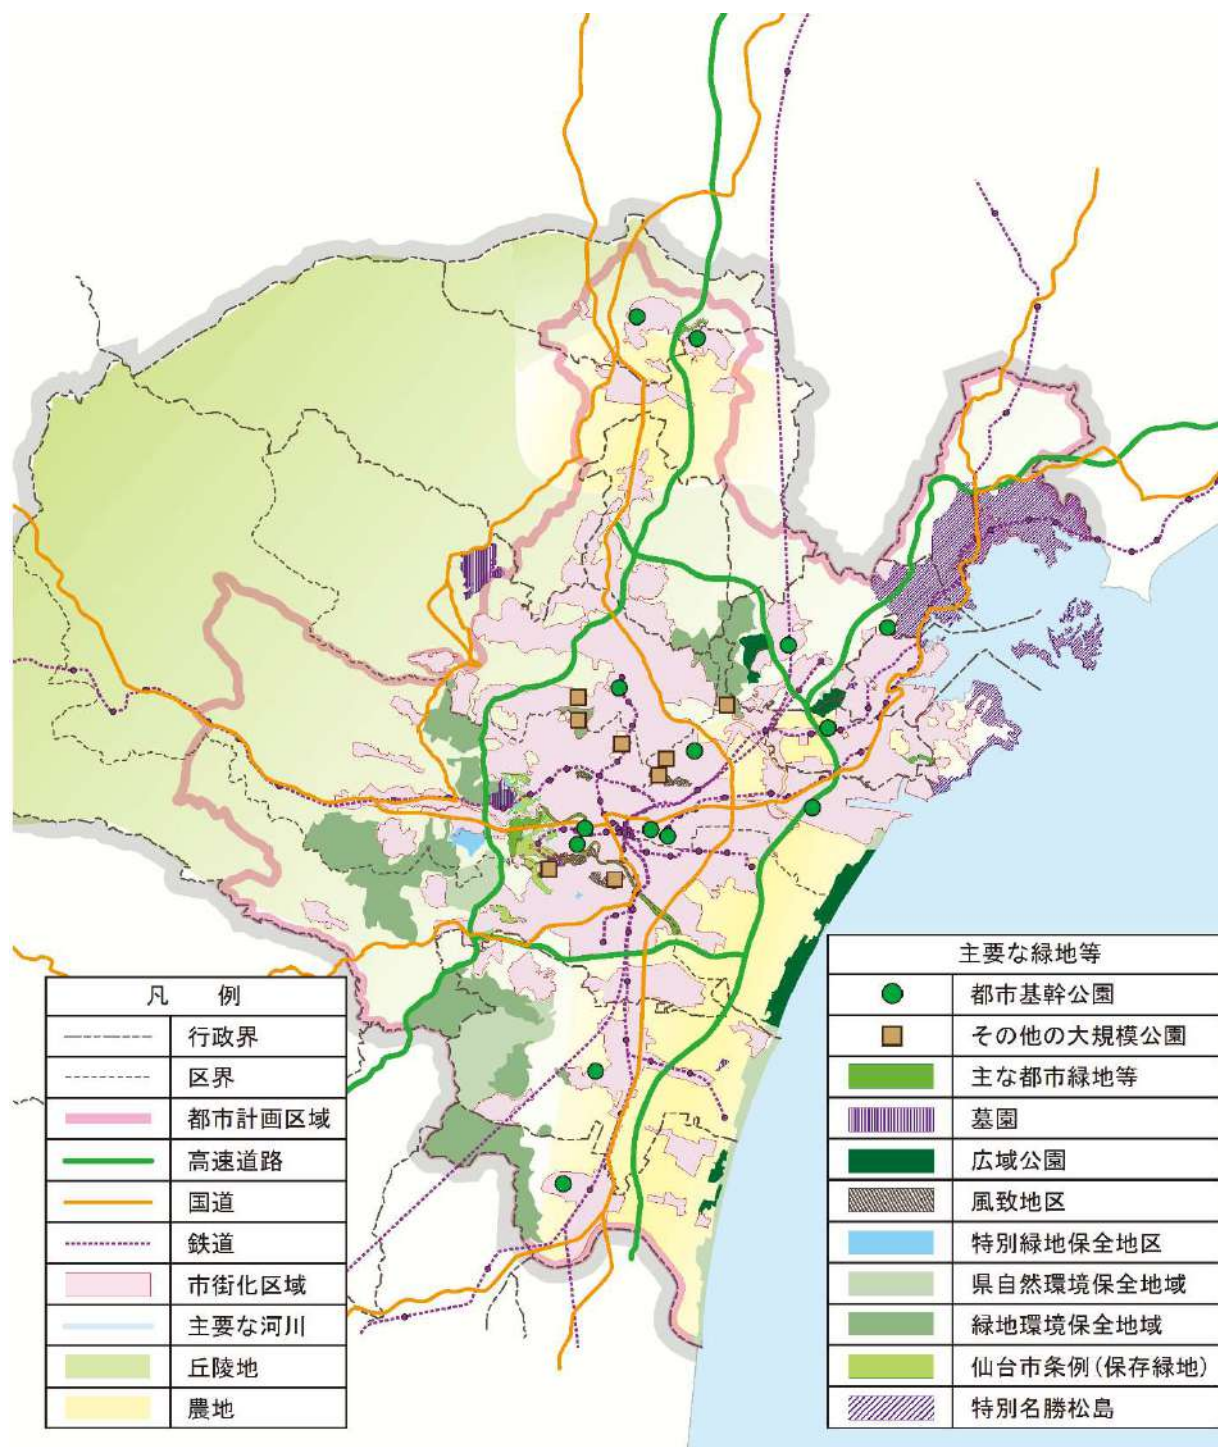 凡 例
行政界
区界
都市計画区域
高速道路
国道
鉄道
市街化区域
主要な河川
丘陵地
農地
主要な緑地等
都市基幹公園
その他の大規模公園
主な都市緑地等
墓園
広域公園
風致地区
特別緑地保全地区
県自然環境保全地域
緑地環境保全地域
仙台市条例(保存緑地)
特別名勝松島